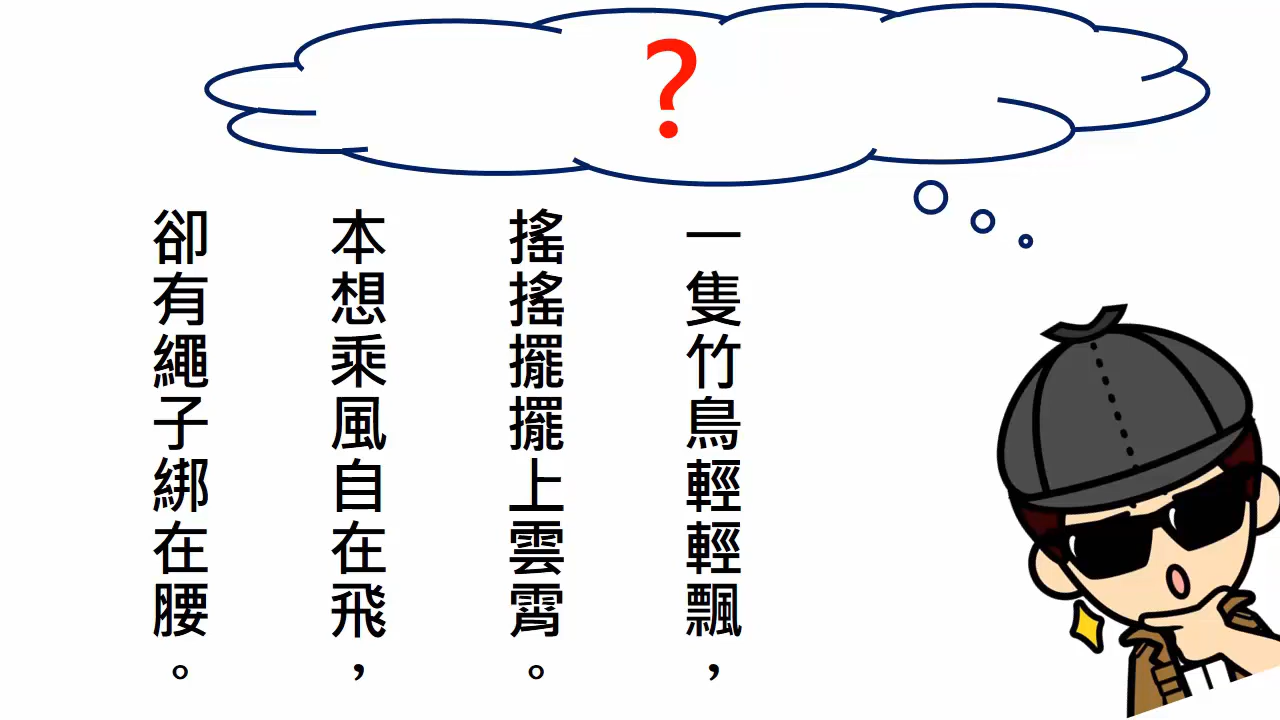 ?
一隻竹鳥輕輕飄，
搖搖擺擺上雲霄。
本想乘風自在飛，
卻有繩子綁在腰。